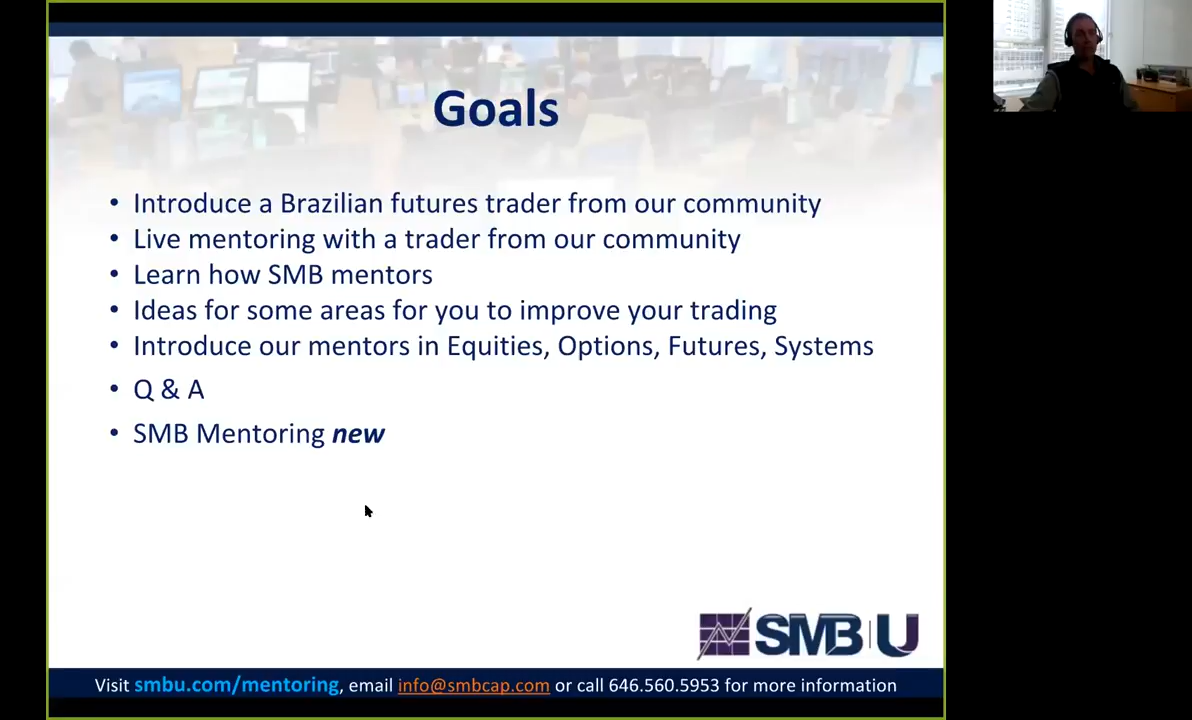 Goals
• Introduce a Brazilian futures trader from our community
• Live mentoring with a trader from our community
• Learn how SMB mentors
• Ideas for some areas for you to improve your trading
• Introduce our mentors in Equities, Options, Futures, Systems
• Q & A
• SMB Mentoring new
SMB | U
Visit smbu.com/mentoring, email info@smbcap.com or call 646.560.5953 for more information